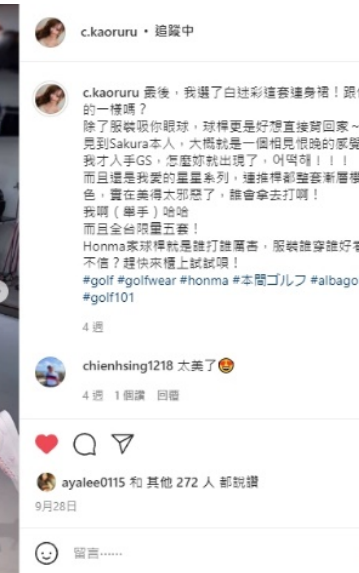 c.kaoruru • 追蹤中
c.kaoruru 最後，我選了白迷彩這套連身裙！跟
的一樣嗎？
除了服裝吸你眼球，球桿更是好想直接背回家～
見到Sakura本人，大概就是一個相見恨晚的感覺
我才入手GS，怎麼妳就出現了，어떡해！！！
而且還是我愛的星星系列，連推桿都整套漸層櫻
色，實在美得太邪惡了，誰會拿去打啊！
我啊（舉手）哈哈
而且全台限量五套！
Honma家球桿就是誰打誰厲害，服裝誰穿誰好看
不信？趕快來櫃上試試唄！
#golf #golfwear #honma #本間ゴルフ #albago
#golf101
4 週
chienhsing1218 太美了😍
4 週 1 個讚 回覆
ayalee0115 和 其他 272 人 都說讚
9月28日
留言......